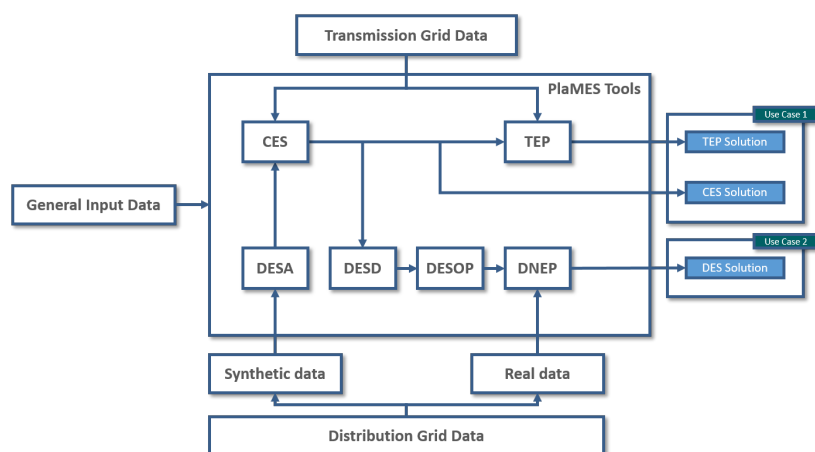 Transmission Grid Data
PlaMES Tools
Use Case 1
CES
TEP
TEP Solution
CES Solution
General Input Data
Use Case 2
DESA
DESD
DESOP
DNEP
DES Solution
Synthetic data
Real data
Distribution Grid Data